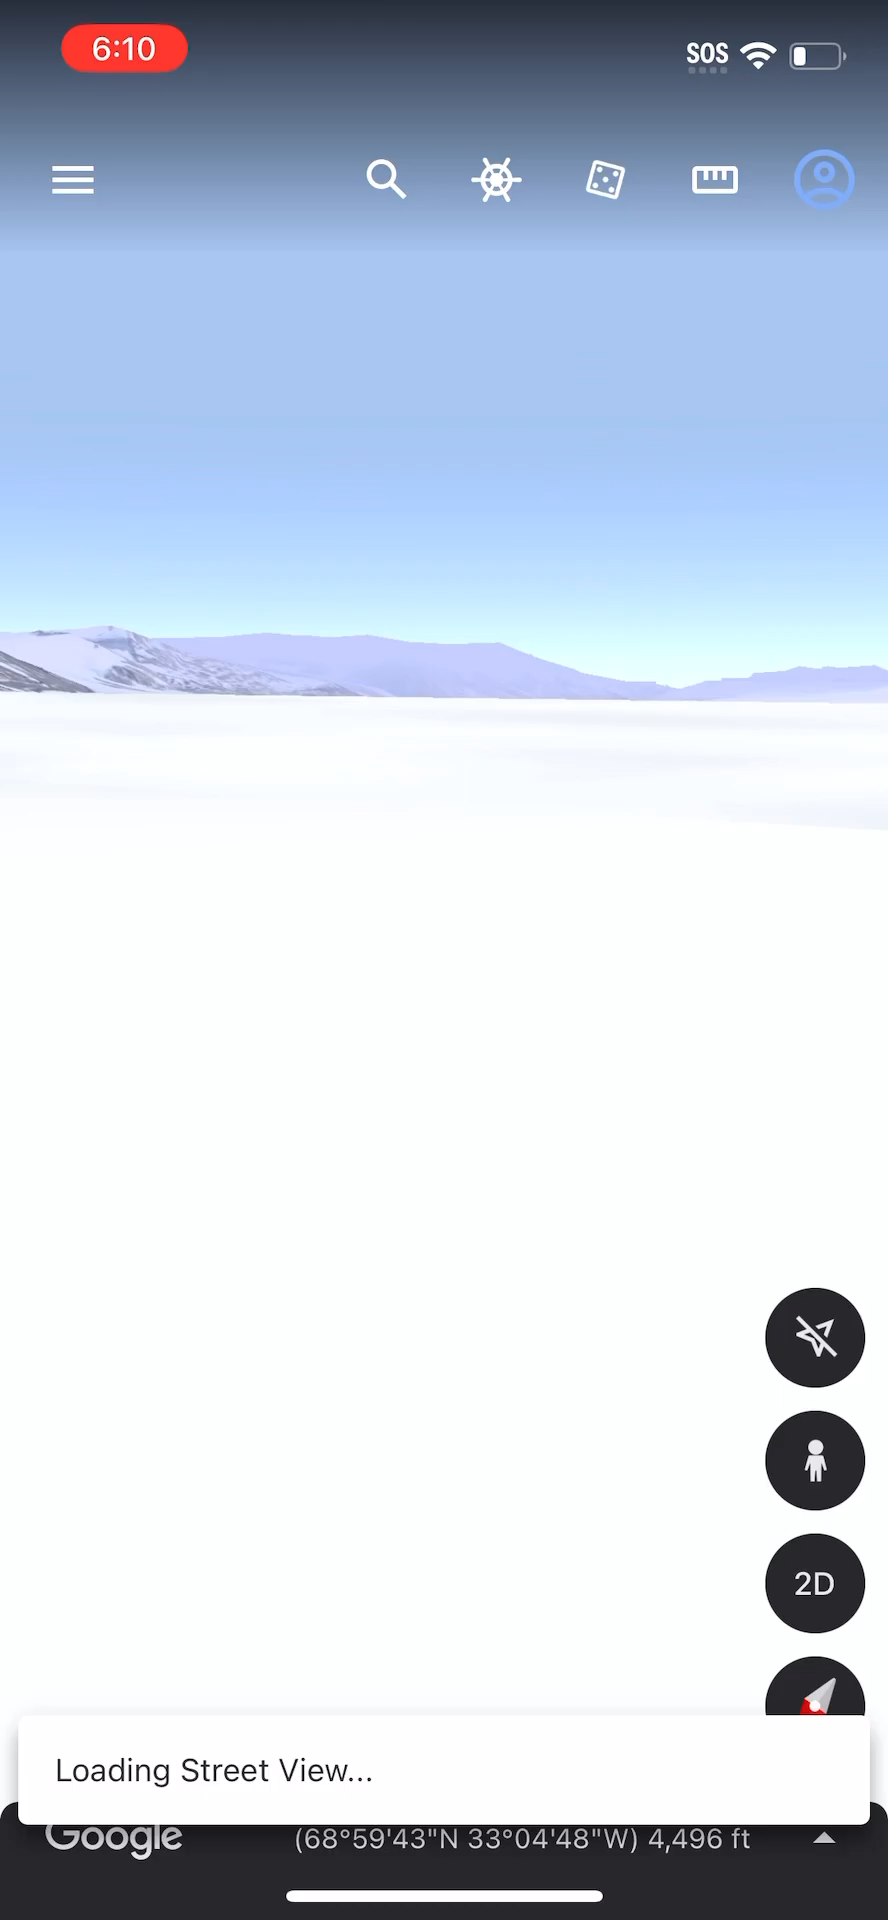 6:10
SOS
2D
Loading Street View...
Google
(68°59'43"N 33°04'48"W) 4,496 ft